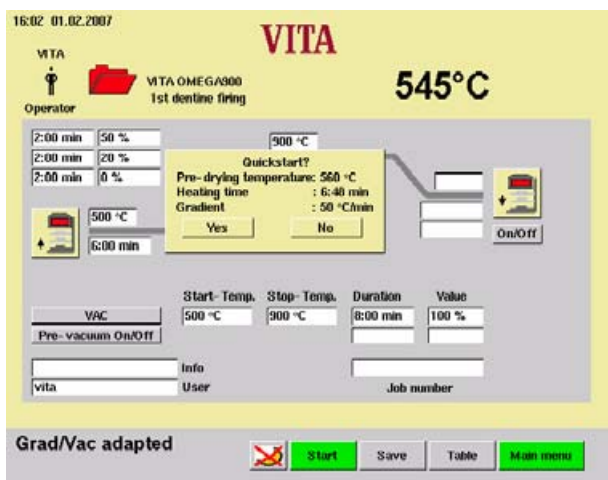 16:02 01.02.2007
VITA
VITA
Operator
VITA OMEGA900
1st dentine firing
545°C
2:00 min 50 %
2:00 min 20 %
2:00 min 0 %
900 °C
Quickstart?
Pre-drying temperature: 560 °C
Heating time : 6:48 min
Gradient : 50 °C/min
Yes No
500 °C
6:00 min
On/Off
Start-Temp. Stop-Temp. Duration Value
VAC 500 °C 900 °C 8:00 min 100 %
Pre-vacuum On/Off
Info
vita User Job number
Grad/Vac adapted
Start Save Table Main menu